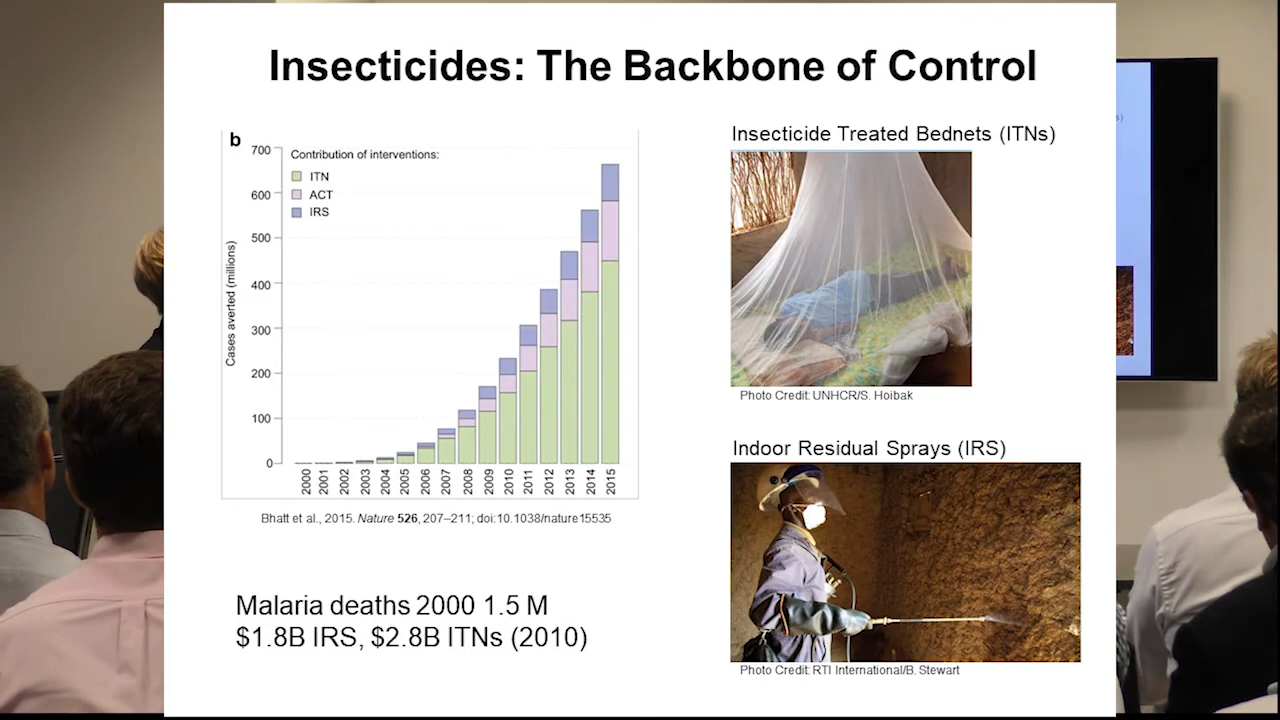 Insecticides: The Backbone of Control
b
Contribution of interventions:
ITN
ACT
IRS
Cases averted (millions)
700
600
500
400
300
200
100
0
2000
2001
2002
2003
2004
2005
2006
2007
2008
2009
2010
2011
2012
2013
2014
2015
Bhatt et al., 2015. Nature 526, 207–211; doi:10.1038/nature15535
Malaria deaths 2000 1.5 M
$1.8B IRS, $2.8B ITNs (2010)
Insecticide Treated Bednets (ITNs)
Photo Credit: UNHCR/S. Hoibak
Indoor Residual Sprays (IRS)
Photo Credit: RTI International/B. Stewart